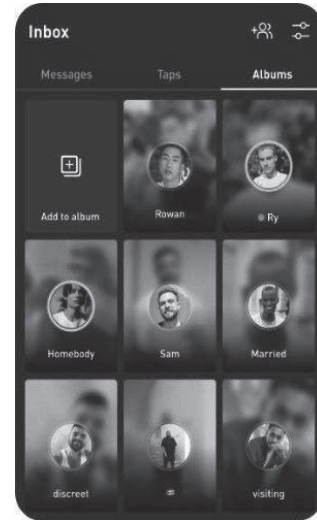 Inbox
Messages Taps Albums
Add to album Rowan Ry
Homebody Sam Married
discreet = visiting